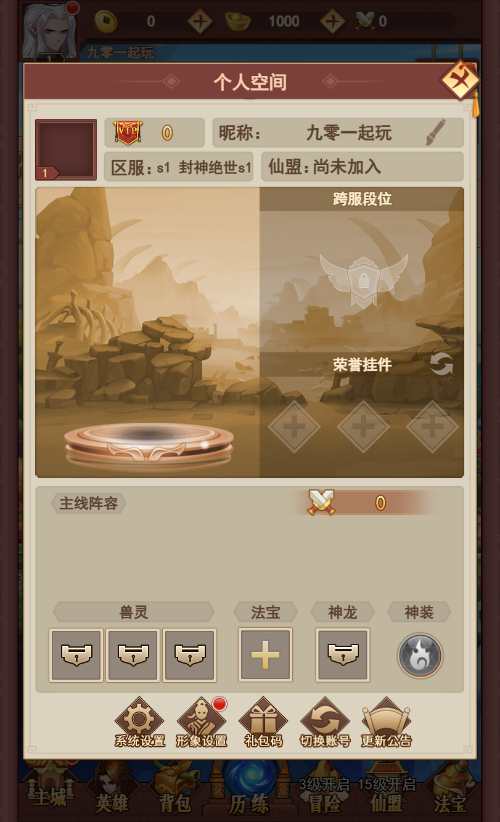 0
1000
0
九零一起玩
个人空间
VIP 0
昵称： 九零一起玩
1
区服：s1 封神绝世s1
仙盟：尚未加入
跨服段位
荣誉挂件
主线阵容
0
兽灵
法宝
神龙
神装
系统设置
形象设置
礼包码
切换账号
更新公告
3级开启
15级开启
主城
英雄
背包
历练
冒险
仙盟
法宝